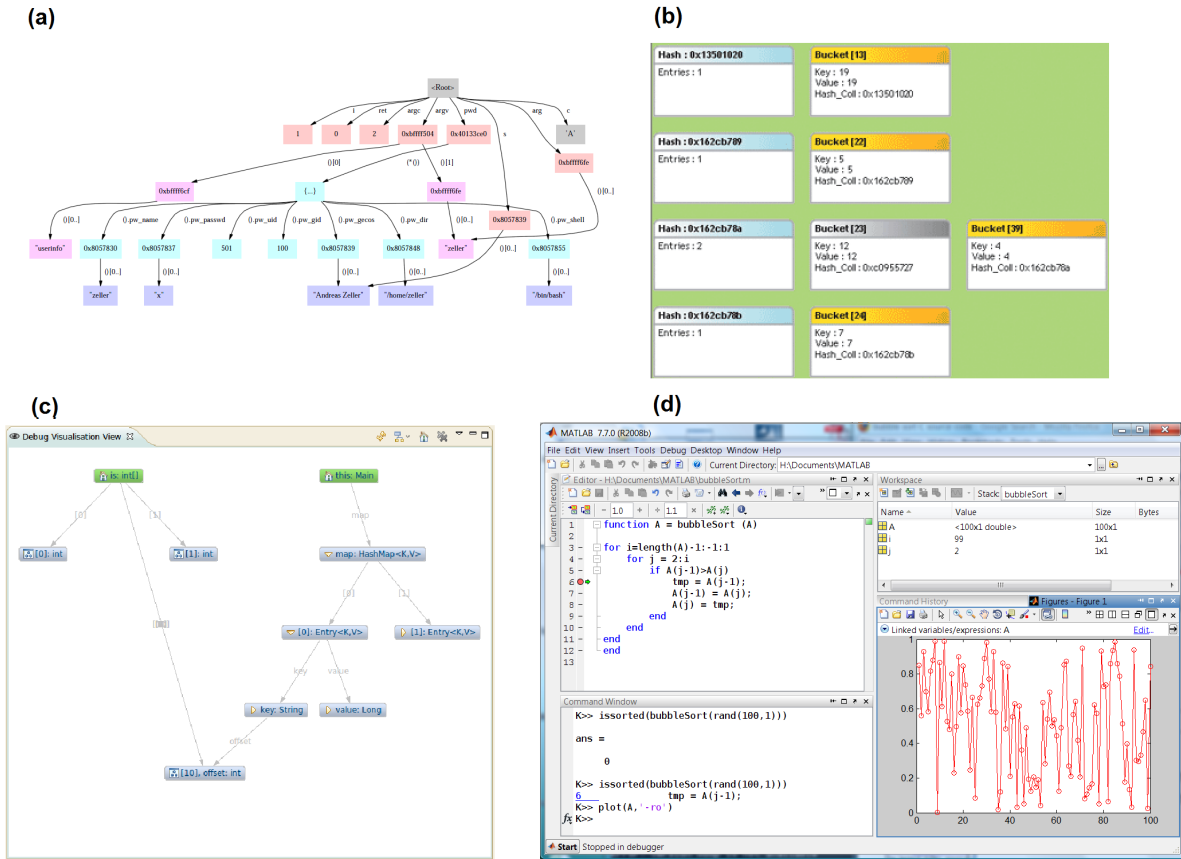 (a)
<Root>
i
ret
argc
argv
pwd
s
arg
c
1
0
2
0xbffff504
0x40133ce0
'A'
0xbffff6fe
()[0]
(*())
()[1]
()[0..]
0xbffff6cf
{...}
0xbffff6fe
0x8057839
()[0..]
().pw_name
().pw_passwd
().pw_uid
().pw_gid
().pw_gecos
().pw_dir
()[0..]
().pw_shell
"userinfo"
0x8057830
0x8057837
501
100
0x8057839
0x8057848
"zeller"
()[0..]
0x8057855
()[0..]
()[0..]
()[0..]
()[0..]
()[0..]
"zeller"
"x"
"Andreas Zeller"
"/home/zeller"
"/bin/bash"
(b)
Hash : 0x13501020
Entries : 1
Bucket [13]
Key : 19
Value : 19
Hash_Coll : 0x13501020
Hash : 0x162cb789
Entries : 1
Bucket [22]
Key : 5
Value : 5
Hash_Coll : 0x162cb789
Hash : 0x162cb78a
Entries : 2
Bucket [23]
Key : 12
Value : 12
Hash_Coll : 0xc0955727
Bucket [39]
Key : 4
Value : 4
Hash_Coll : 0x162cb78a
Hash : 0x162cb78b
Entries : 1
Bucket [24]
Key : 7
Value : 7
Hash_Coll : 0x162cb78b
(c)
Debug Visualisation View
is: int[]
this: Main
[0]
[1]
map
[0]: int
[1]: int
map: HashMap<K,V>
[0]
[1]
[0]: Entry<K,V>
[1]: Entry<K,V>
key
value
key: String
value: Long
offset
[10], offset: int
(d)
MATLAB 7.7.0 (R2008b)
File Edit View Insert Tools Debug Desktop Window Help
Current Directory: H:\Documents\MATLAB
Current Directory
Editor - H:\Documents\MATLAB\bubbleSort.m
Stack: bubbleSort
1.0
1.1
1 function A = bubbleSort (A)
2
3 for i=length(A)-1:-1:1
4 for j = 2:i
5 if A(j-1)>A(j)
6 tmp = A(j-1);
7 A(j-1) = A(j);
8 A(j) = tmp;
9 end
10 end
11 end
12 end
13
Workspace
Name Value Size Bytes
A <100x1 double> 100x1
i 99 1x1
j 2 1x1
Command History
Figures - Figure 1
Linked variables/expressions: A
Edit...
1
0.8
0.6
0.4
0.2
0
0 20 40 60 80 100
Command Window
K>> issorted(bubbleSort(rand(100,1)))
ans =
0
K>> issorted(bubbleSort(rand(100,1)))
6 tmp = A(j-1);
K>> plot(A,'-ro')
fx K>>
Start Stopped in debugger